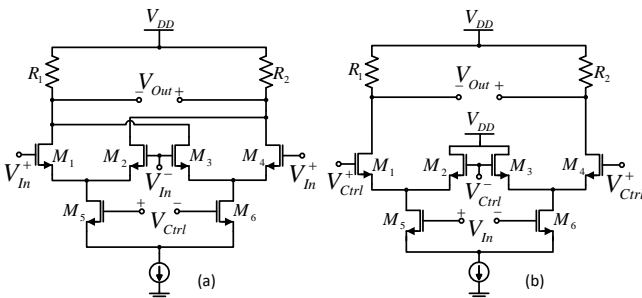 V_DD
R_1
R_2
− V_Out +
V_In^+
M_1
M_2
M_3
M_4
V_In^−
V_In^+
M_5
+ V_Ctrl −
M_6
(a)
V_DD
R_1
R_2
− V_Out +
V_DD
V_Ctrl^+
M_1
M_2
M_3
M_4
V_Ctrl^−
V_Ctrl^+
M_5
+ V_In −
M_6
(b)